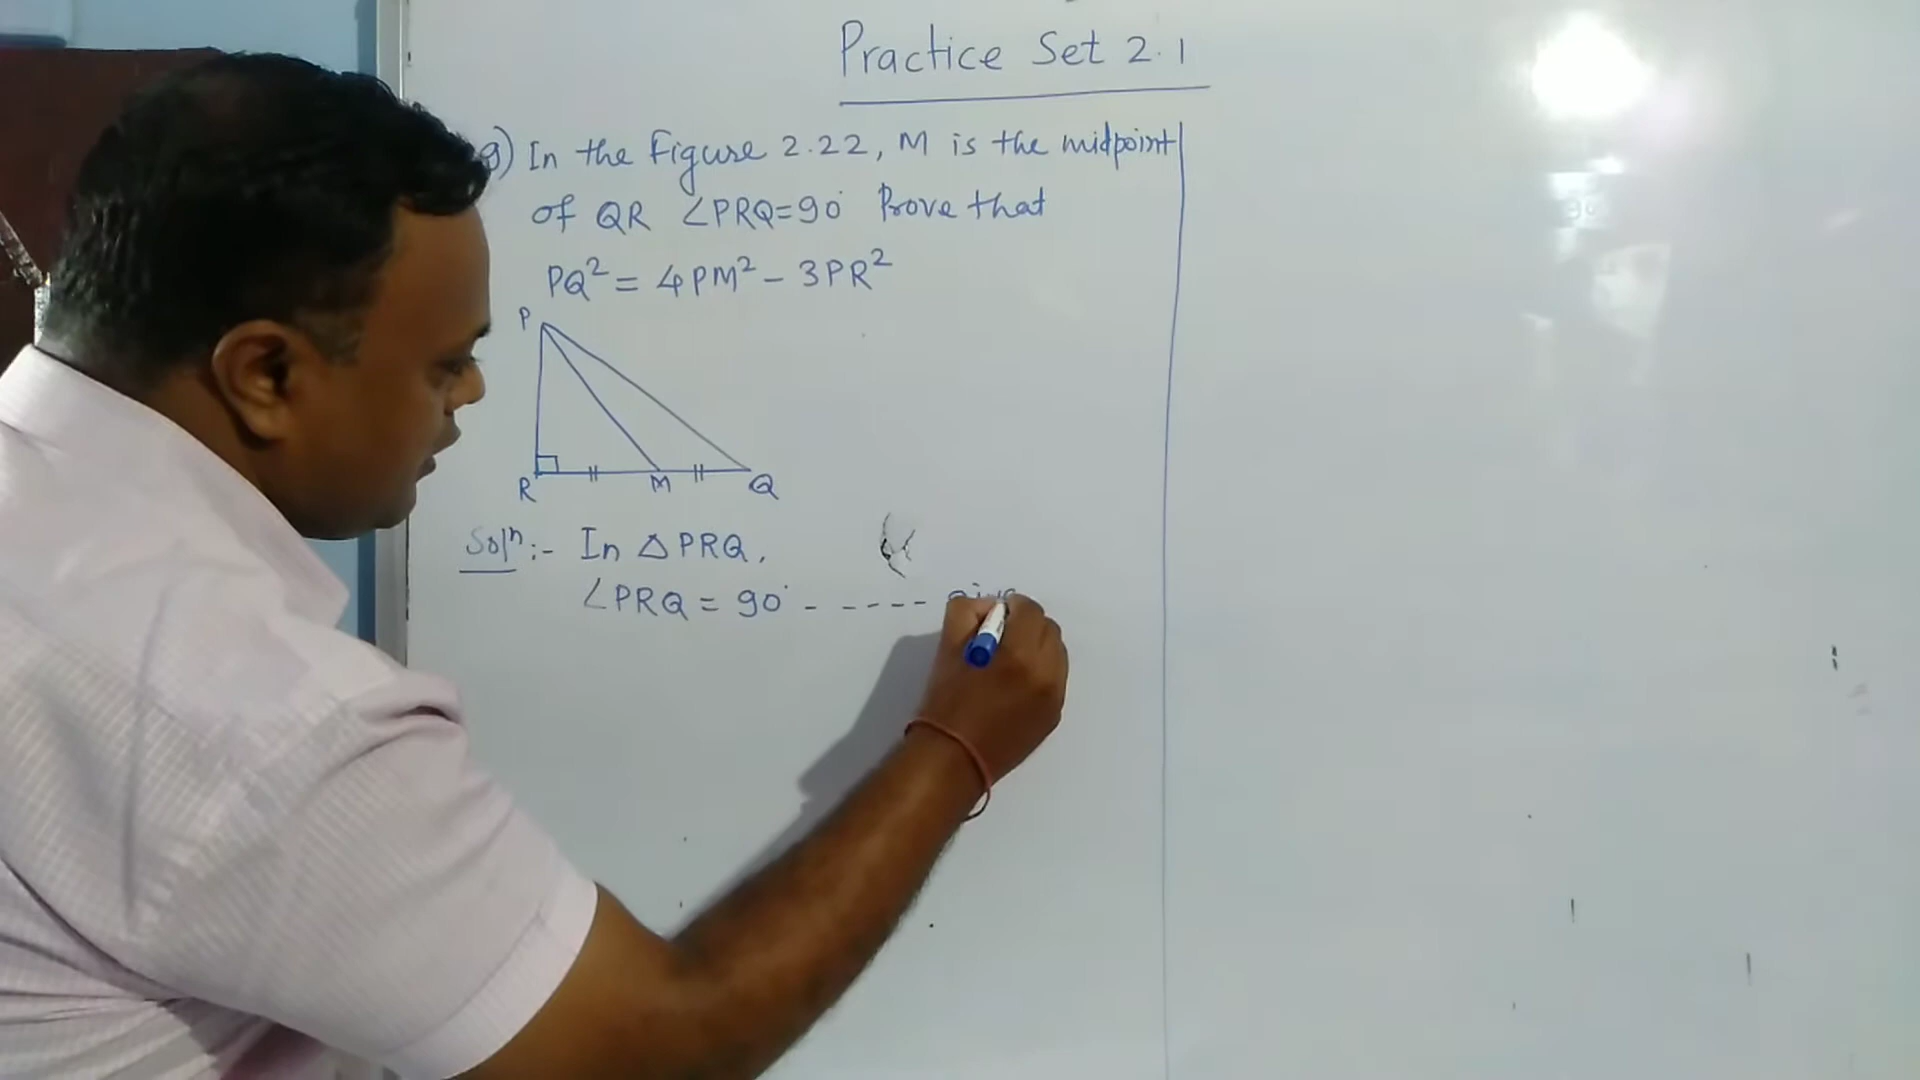 Practice Set 2.1
9) In the Figure 2.22, M is the midpoint
of QR ∠PRQ=90° Prove that
PQ² = 4PM² - 3PR²
P
R M Q
Solⁿ:- In △PRQ,
∠PRQ = 90° - - - - -